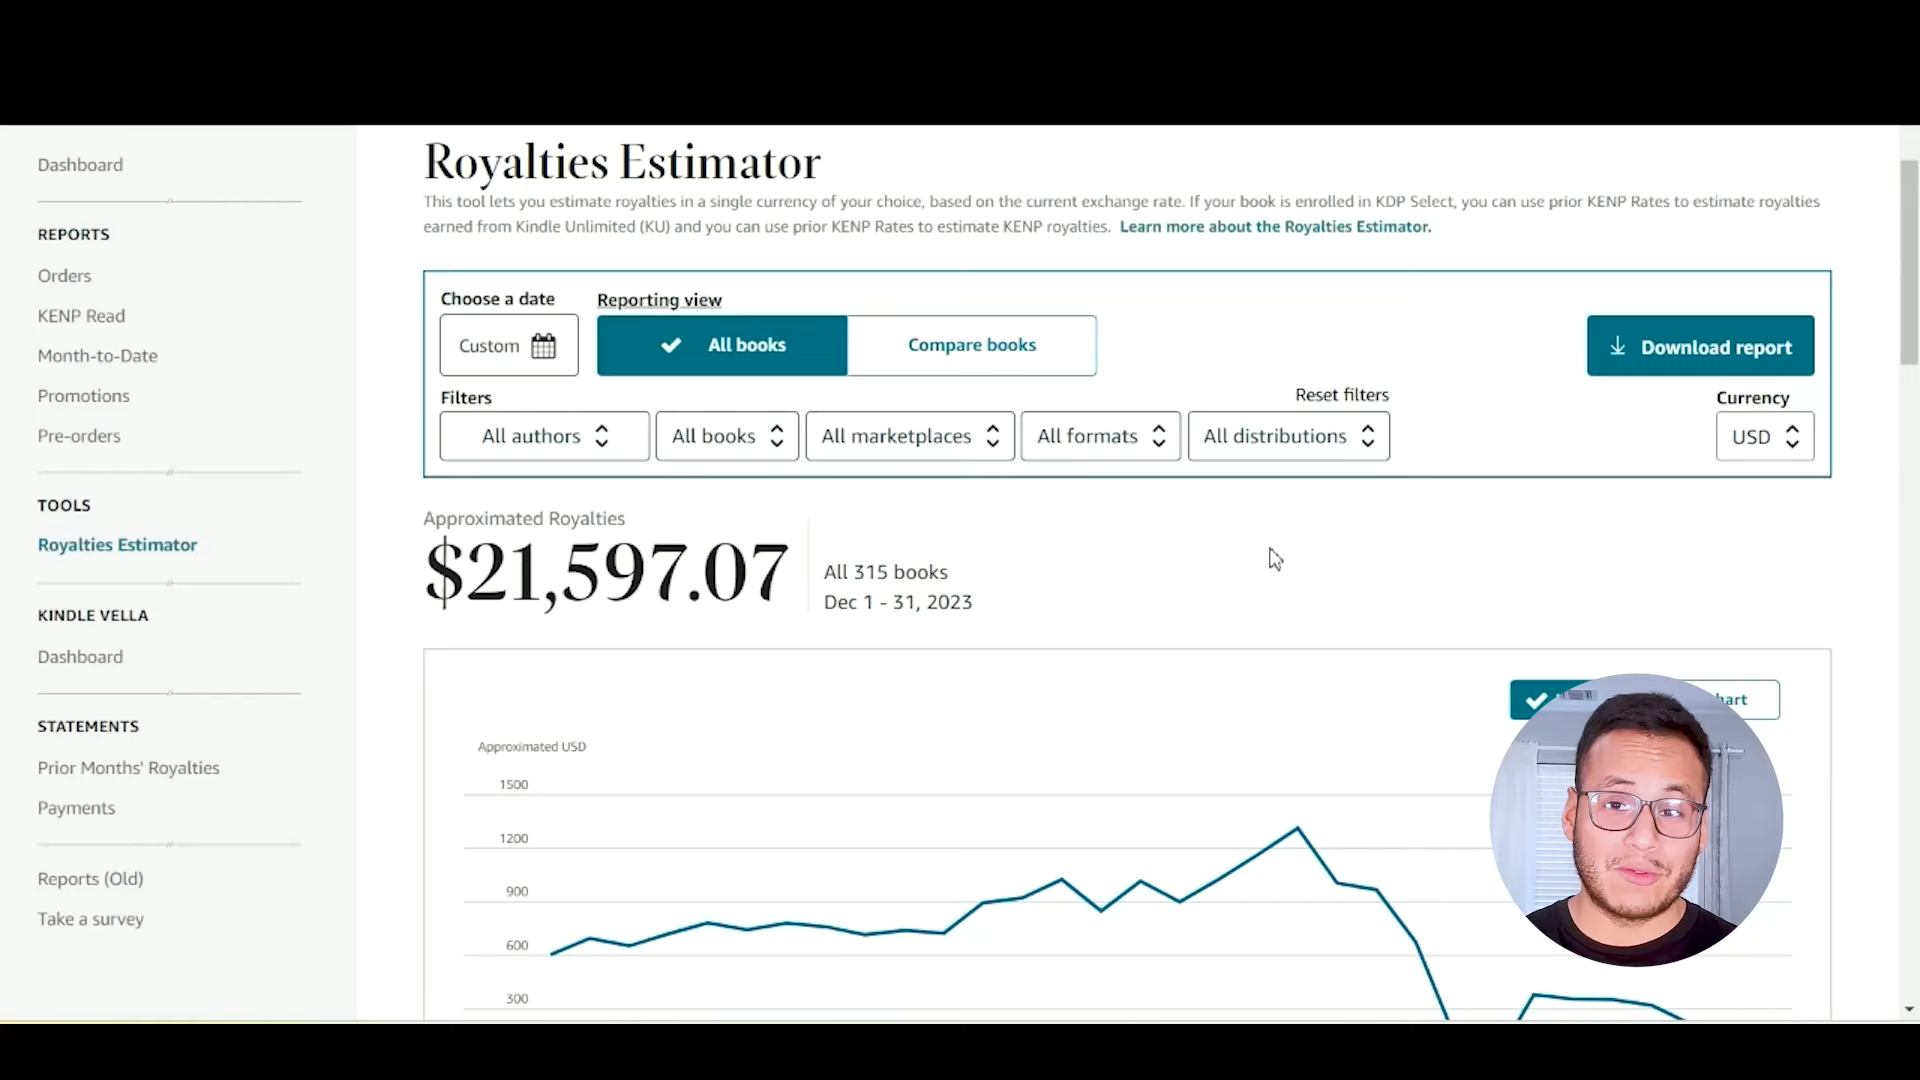 Dashboard
REPORTS
Orders
KENP Read
Month-to-Date
Promotions
Pre-orders
TOOLS
Royalties Estimator
KINDLE VELLA
Dashboard
STATEMENTS
Prior Months' Royalties
Payments
Reports (Old)
Take a survey
Royalties Estimator
This tool lets you estimate royalties in a single currency of your choice, based on the current exchange rate. If your book is enrolled in KDP Select, you can use prior KENP Rates to estimate royalties
earned from Kindle Unlimited (KU) and you can use prior KENP Rates to estimate KENP royalties. Learn more about the Royalties Estimator.
Choose a date
Reporting view
Custom
All books
Compare books
Download report
Filters
Reset filters
Currency
All authors
All books
All marketplaces
All formats
All distributions
USD
Approximated Royalties
$21,597.07
All 315 books
Dec 1 - 31, 2023
Approximated USD
1500
1200
900
600
300